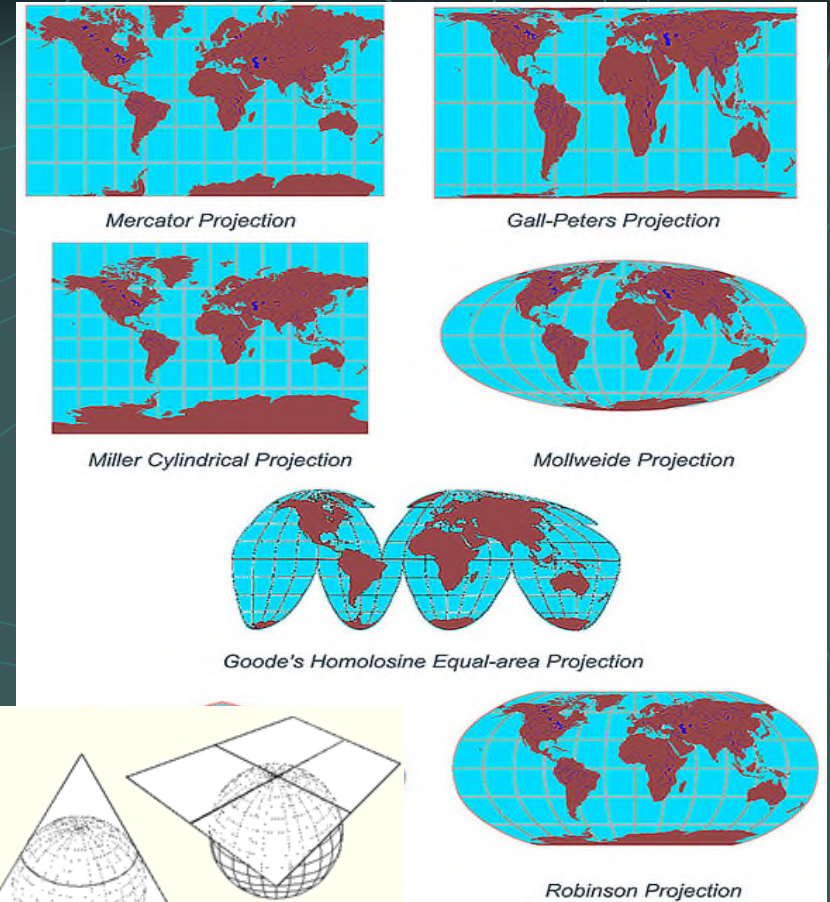 Mercator Projection
Gall-Peters Projection
Miller Cylindrical Projection
Mollweide Projection
Goode's Homolosine Equal-area Projection
Robinson Projection